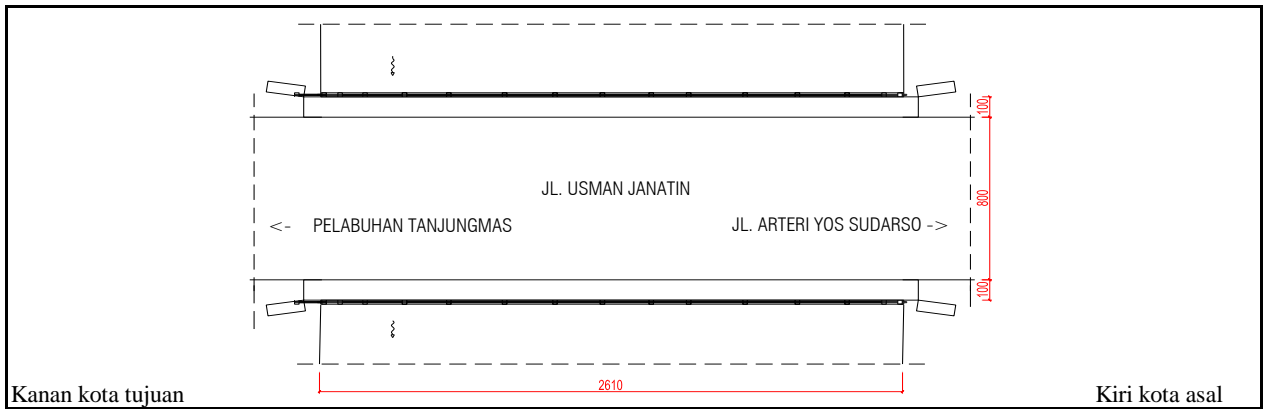 100
JL. USMAN JANATIN
800
<- PELABUHAN TANJUNGMAS JL. ARTERI YOS SUDARSO ->
100
2610
Kanan kota tujuan Kiri kota asal